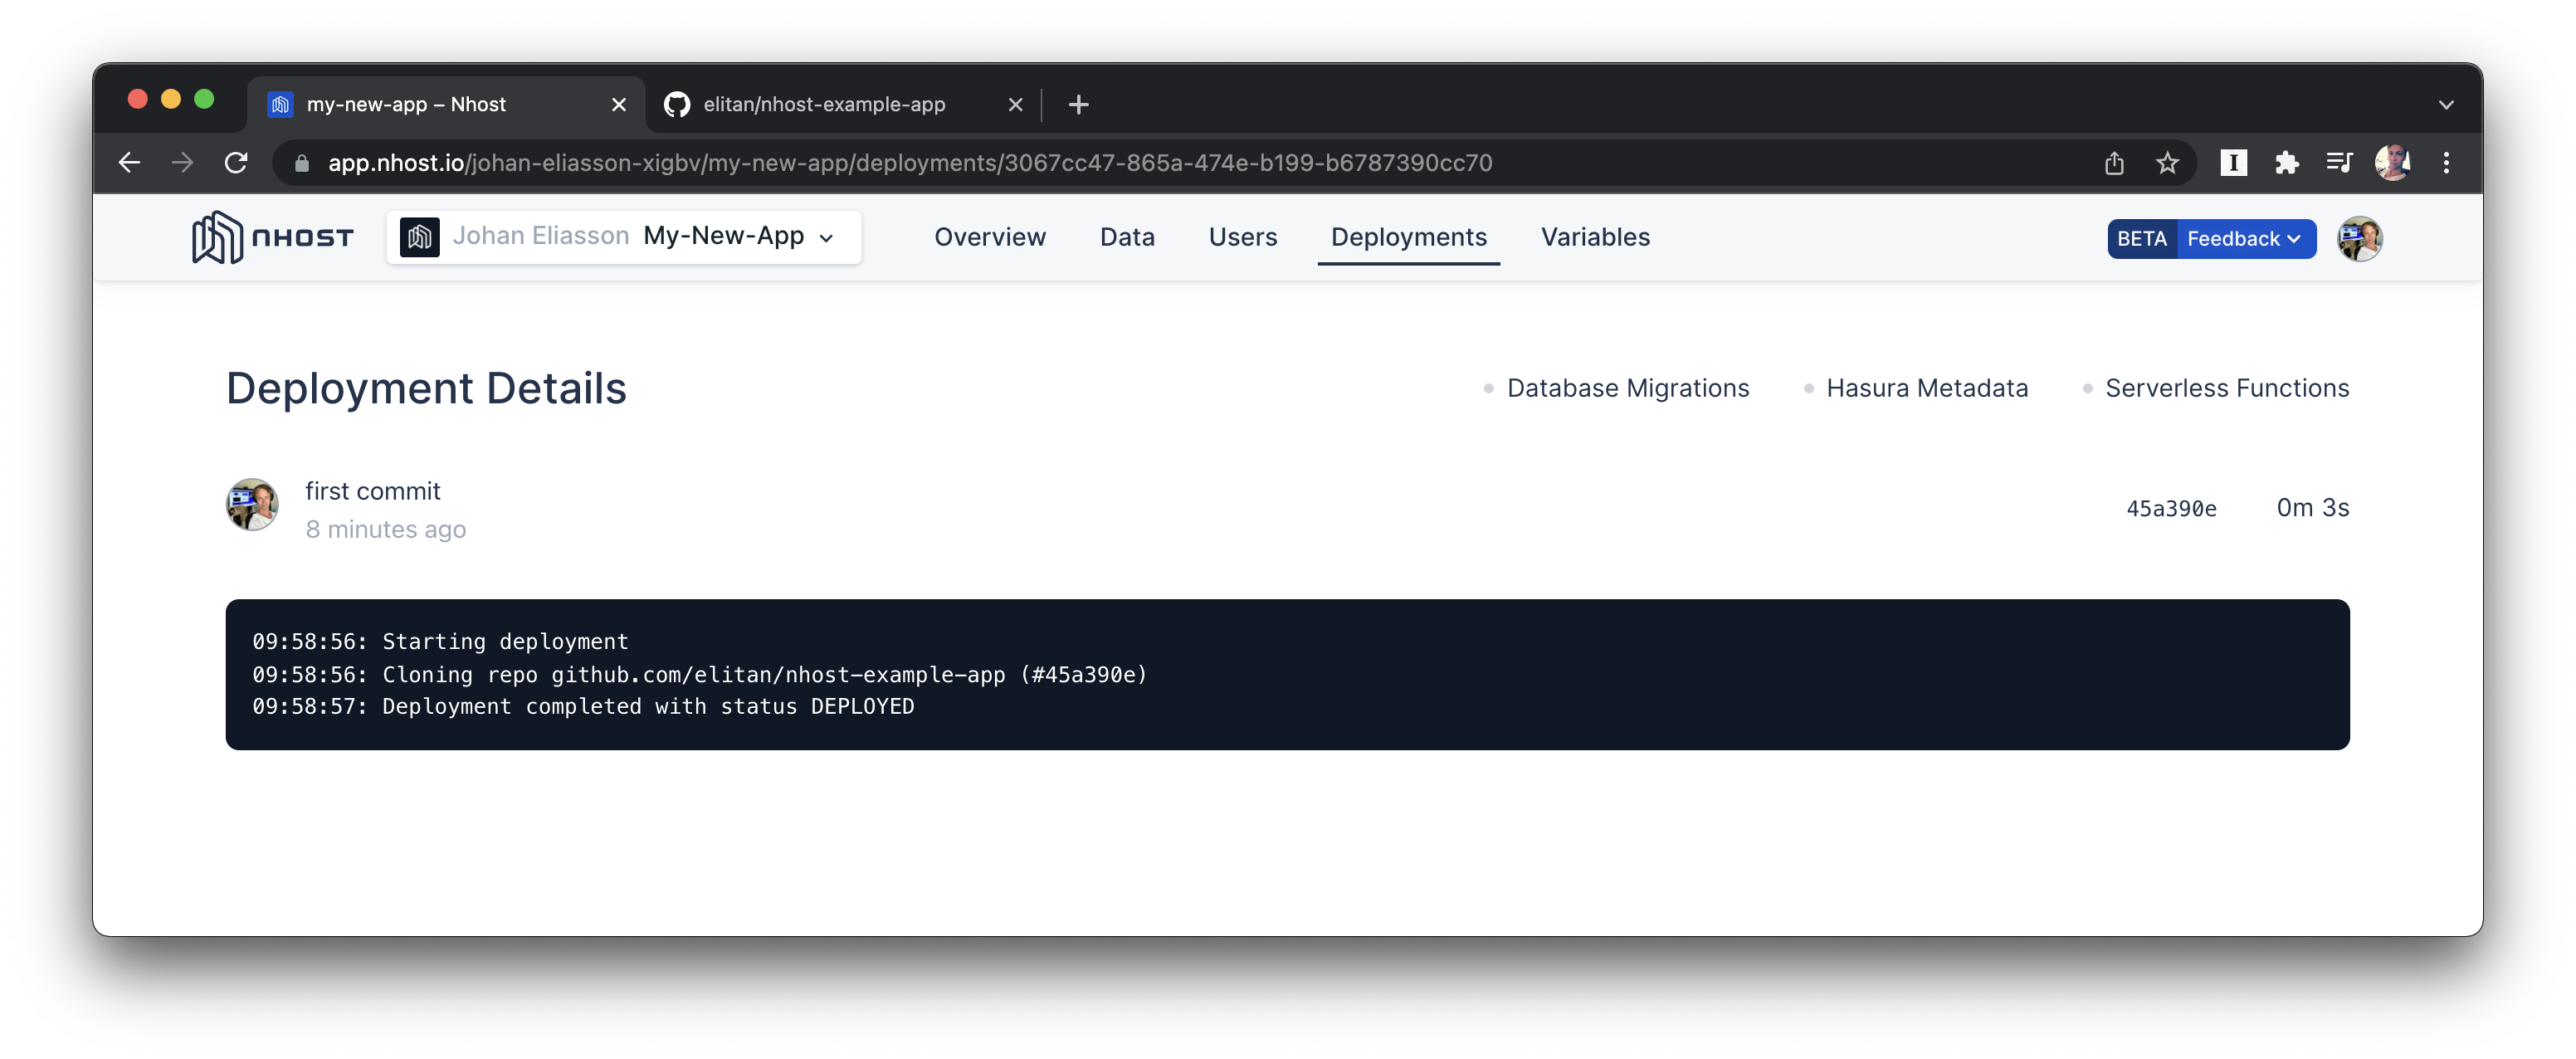 my-new-app – Nhost
elitan/nhost-example-app
app.nhost.io/johan-eliasson-xigbv/my-new-app/deployments/3067cc47-865a-474e-b199-b6787390cc70
nhost Johan Eliasson My-New-App Overview Data Users Deployments Variables BETA Feedback
Deployment Details
Database Migrations Hasura Metadata Serverless Functions
first commit
8 minutes ago
45a390e 0m 3s
09:58:56: Starting deployment
09:58:56: Cloning repo github.com/elitan/nhost-example-app (#45a390e)
09:58:57: Deployment completed with status DEPLOYED